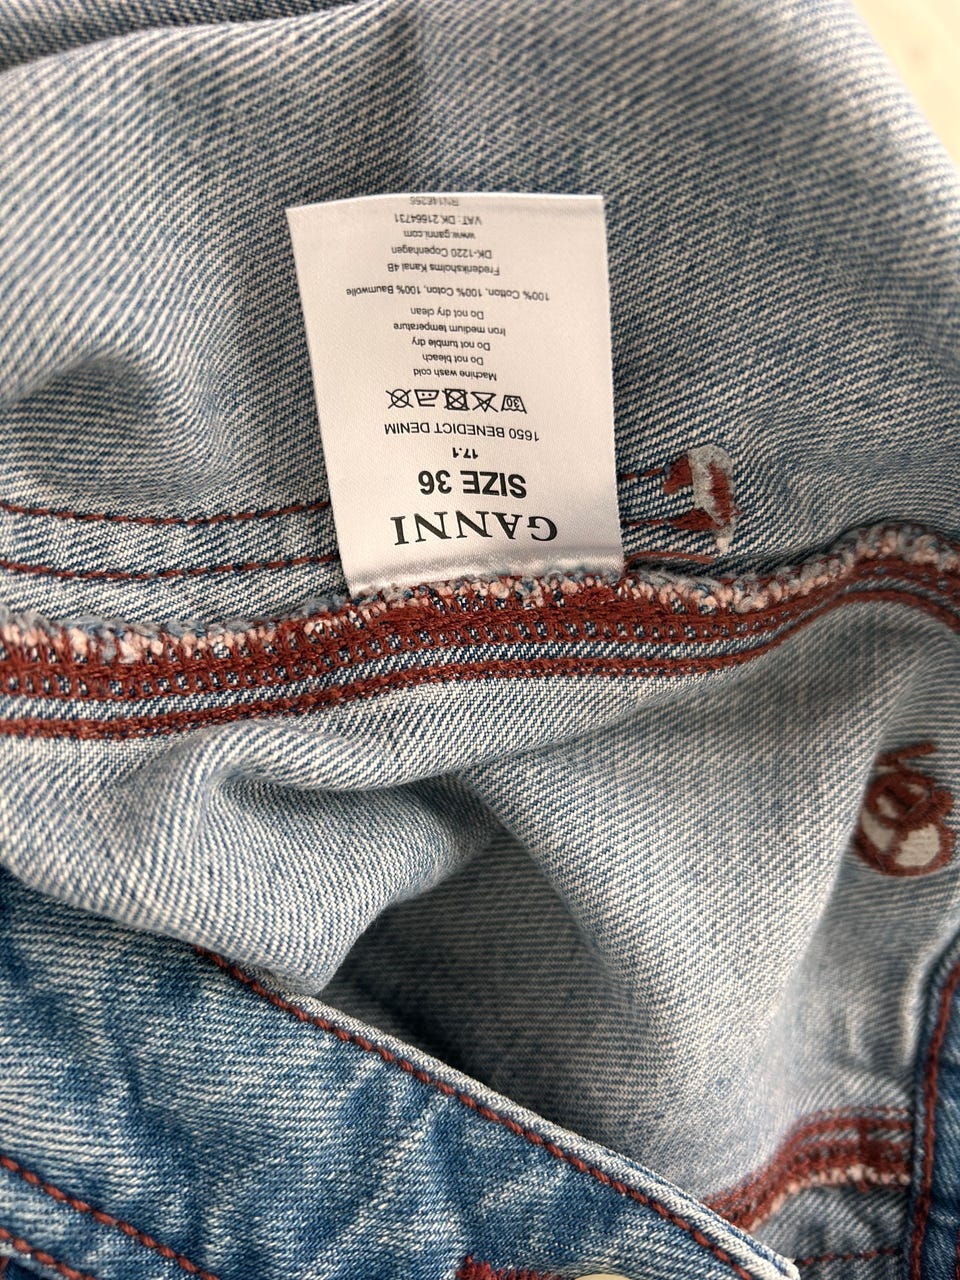 GANNI
SIZE 36
17.1
1650 BENEDICT DENIM
30
Machine wash cold
Do not bleach
Do not tumble dry
Iron medium temperature
Do not dry clean
100% Cotton, 100% Coton, 100% Baumwolle
Frederiksholms Kanal 4B
DK-1220 Copenhagen
www.ganni.com
VAT: DK 21664731